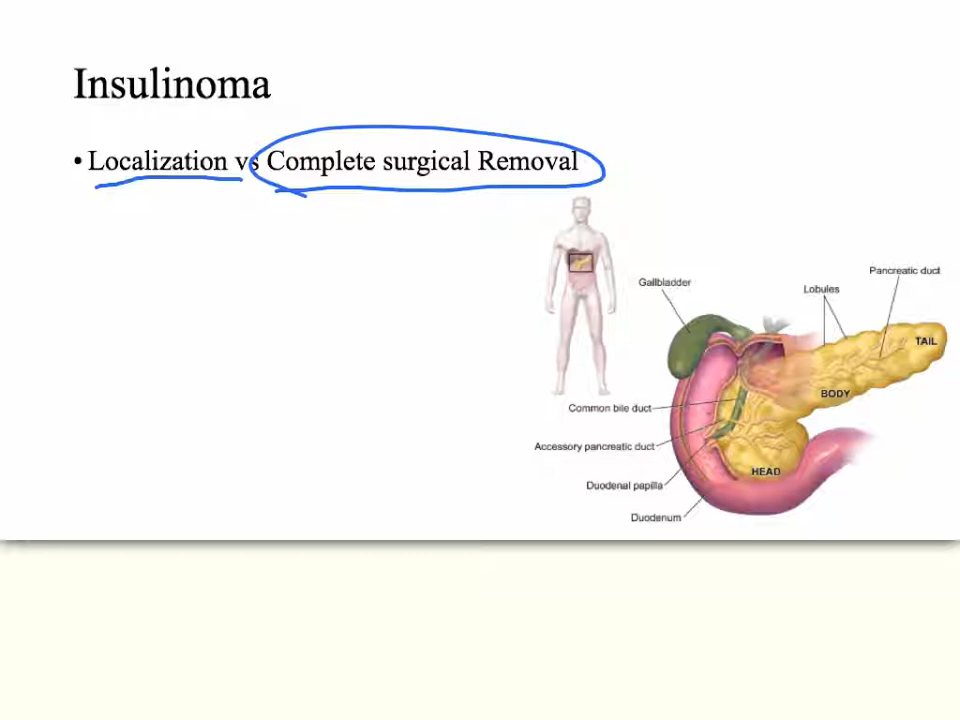 Insulinoma
• Localization vs Complete surgical Removal
Pancreatic duct
Gallbladder
Lobules
TAIL
BODY
Common bile duct
Accessory pancreatic duct
HEAD
Duodenal papilla
Duodenum